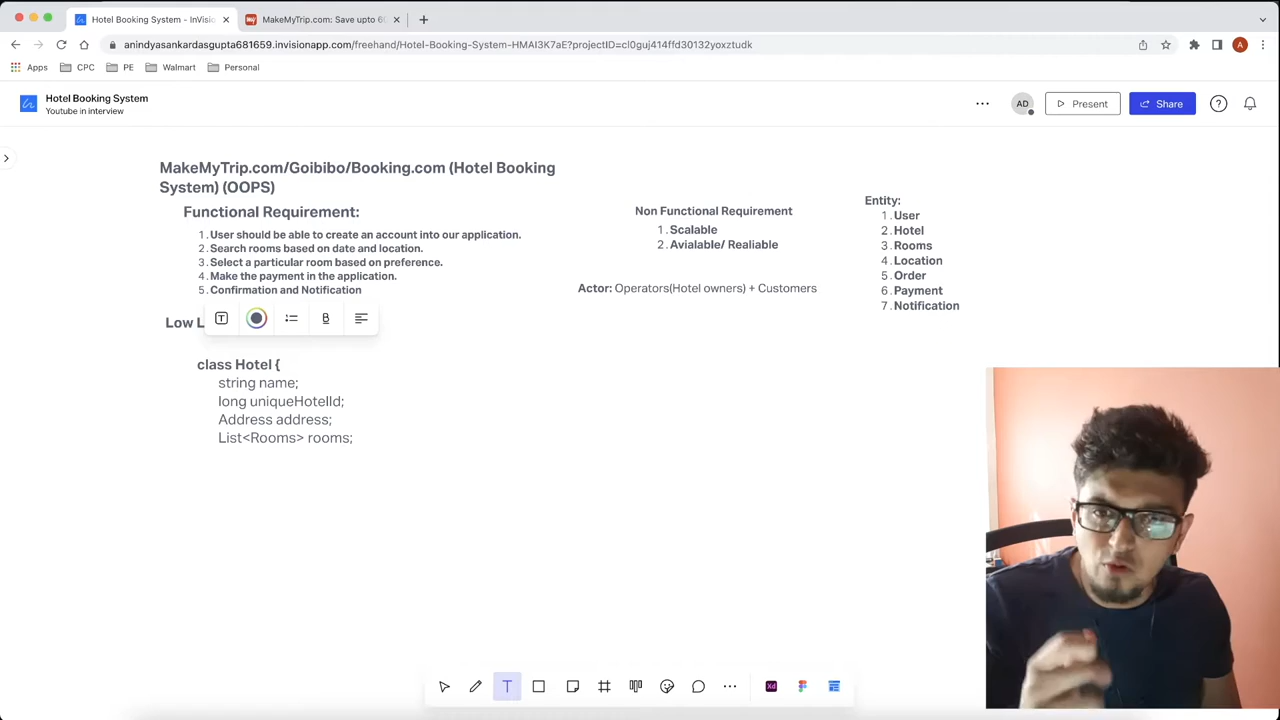 Hotel Booking System - InVisio
MakeMyTrip.com: Save upto 60
anindyasankardasgupta681659.invisionapp.com/freehand/Hotel-Booking-System-HMAI3K7aE?projectID=cl0guj414ffd30132yoxztudk
A
Apps
CPC
PE
Walmart
Personal
Hotel Booking System
Youtube in interview
AD
Present
Share
MakeMyTrip.com/Goibibo/Booking.com (Hotel Booking
System) (OOPS)
Functional Requirement:
1. User should be able to create an account into our application.
2. Search rooms based on date and location.
3. Select a particular room based on preference.
4. Make the payment in the application.
5. Confirmation and Notification
Non Functional Requirement
1. Scalable
2. Avialable/ Realiable
Actor: Operators(Hotel owners) + Customers
Entity:
1. User
2. Hotel
3. Rooms
4. Location
5. Order
6. Payment
7. Notification
Low L
T
B
class Hotel {
string name;
long uniqueHotelId;
Address address;
List<Rooms> rooms;
T
Xd